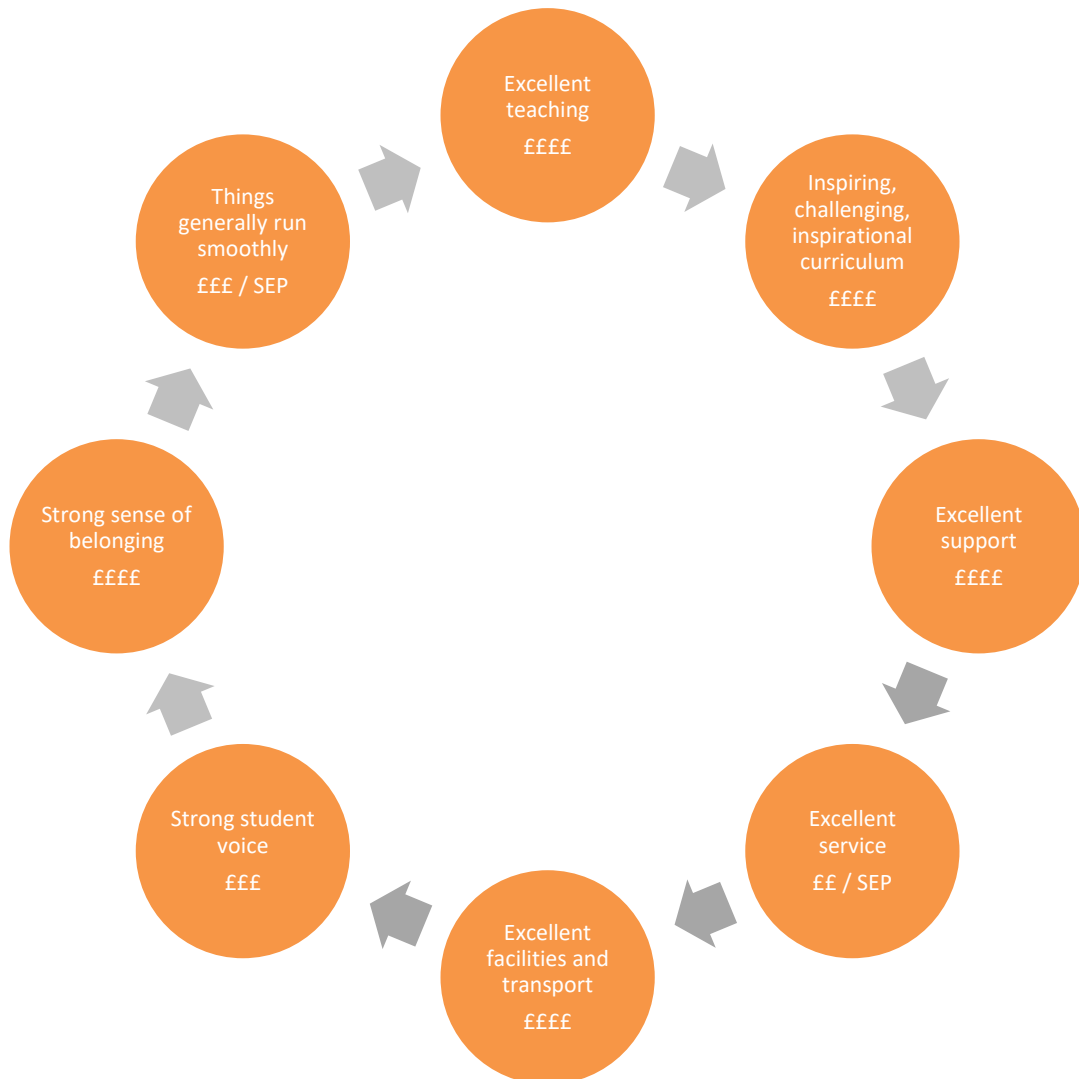 Excellent
teaching
££££
Inspiring,
challenging,
inspirational
curriculum
££££
Excellent
support
££££
Excellent
service
££ / SEP
Excellent
facilities and
transport
££££
Strong student
voice
£££
Strong sense of
belonging
££££
Things
generally run
smoothly
£££ / SEP